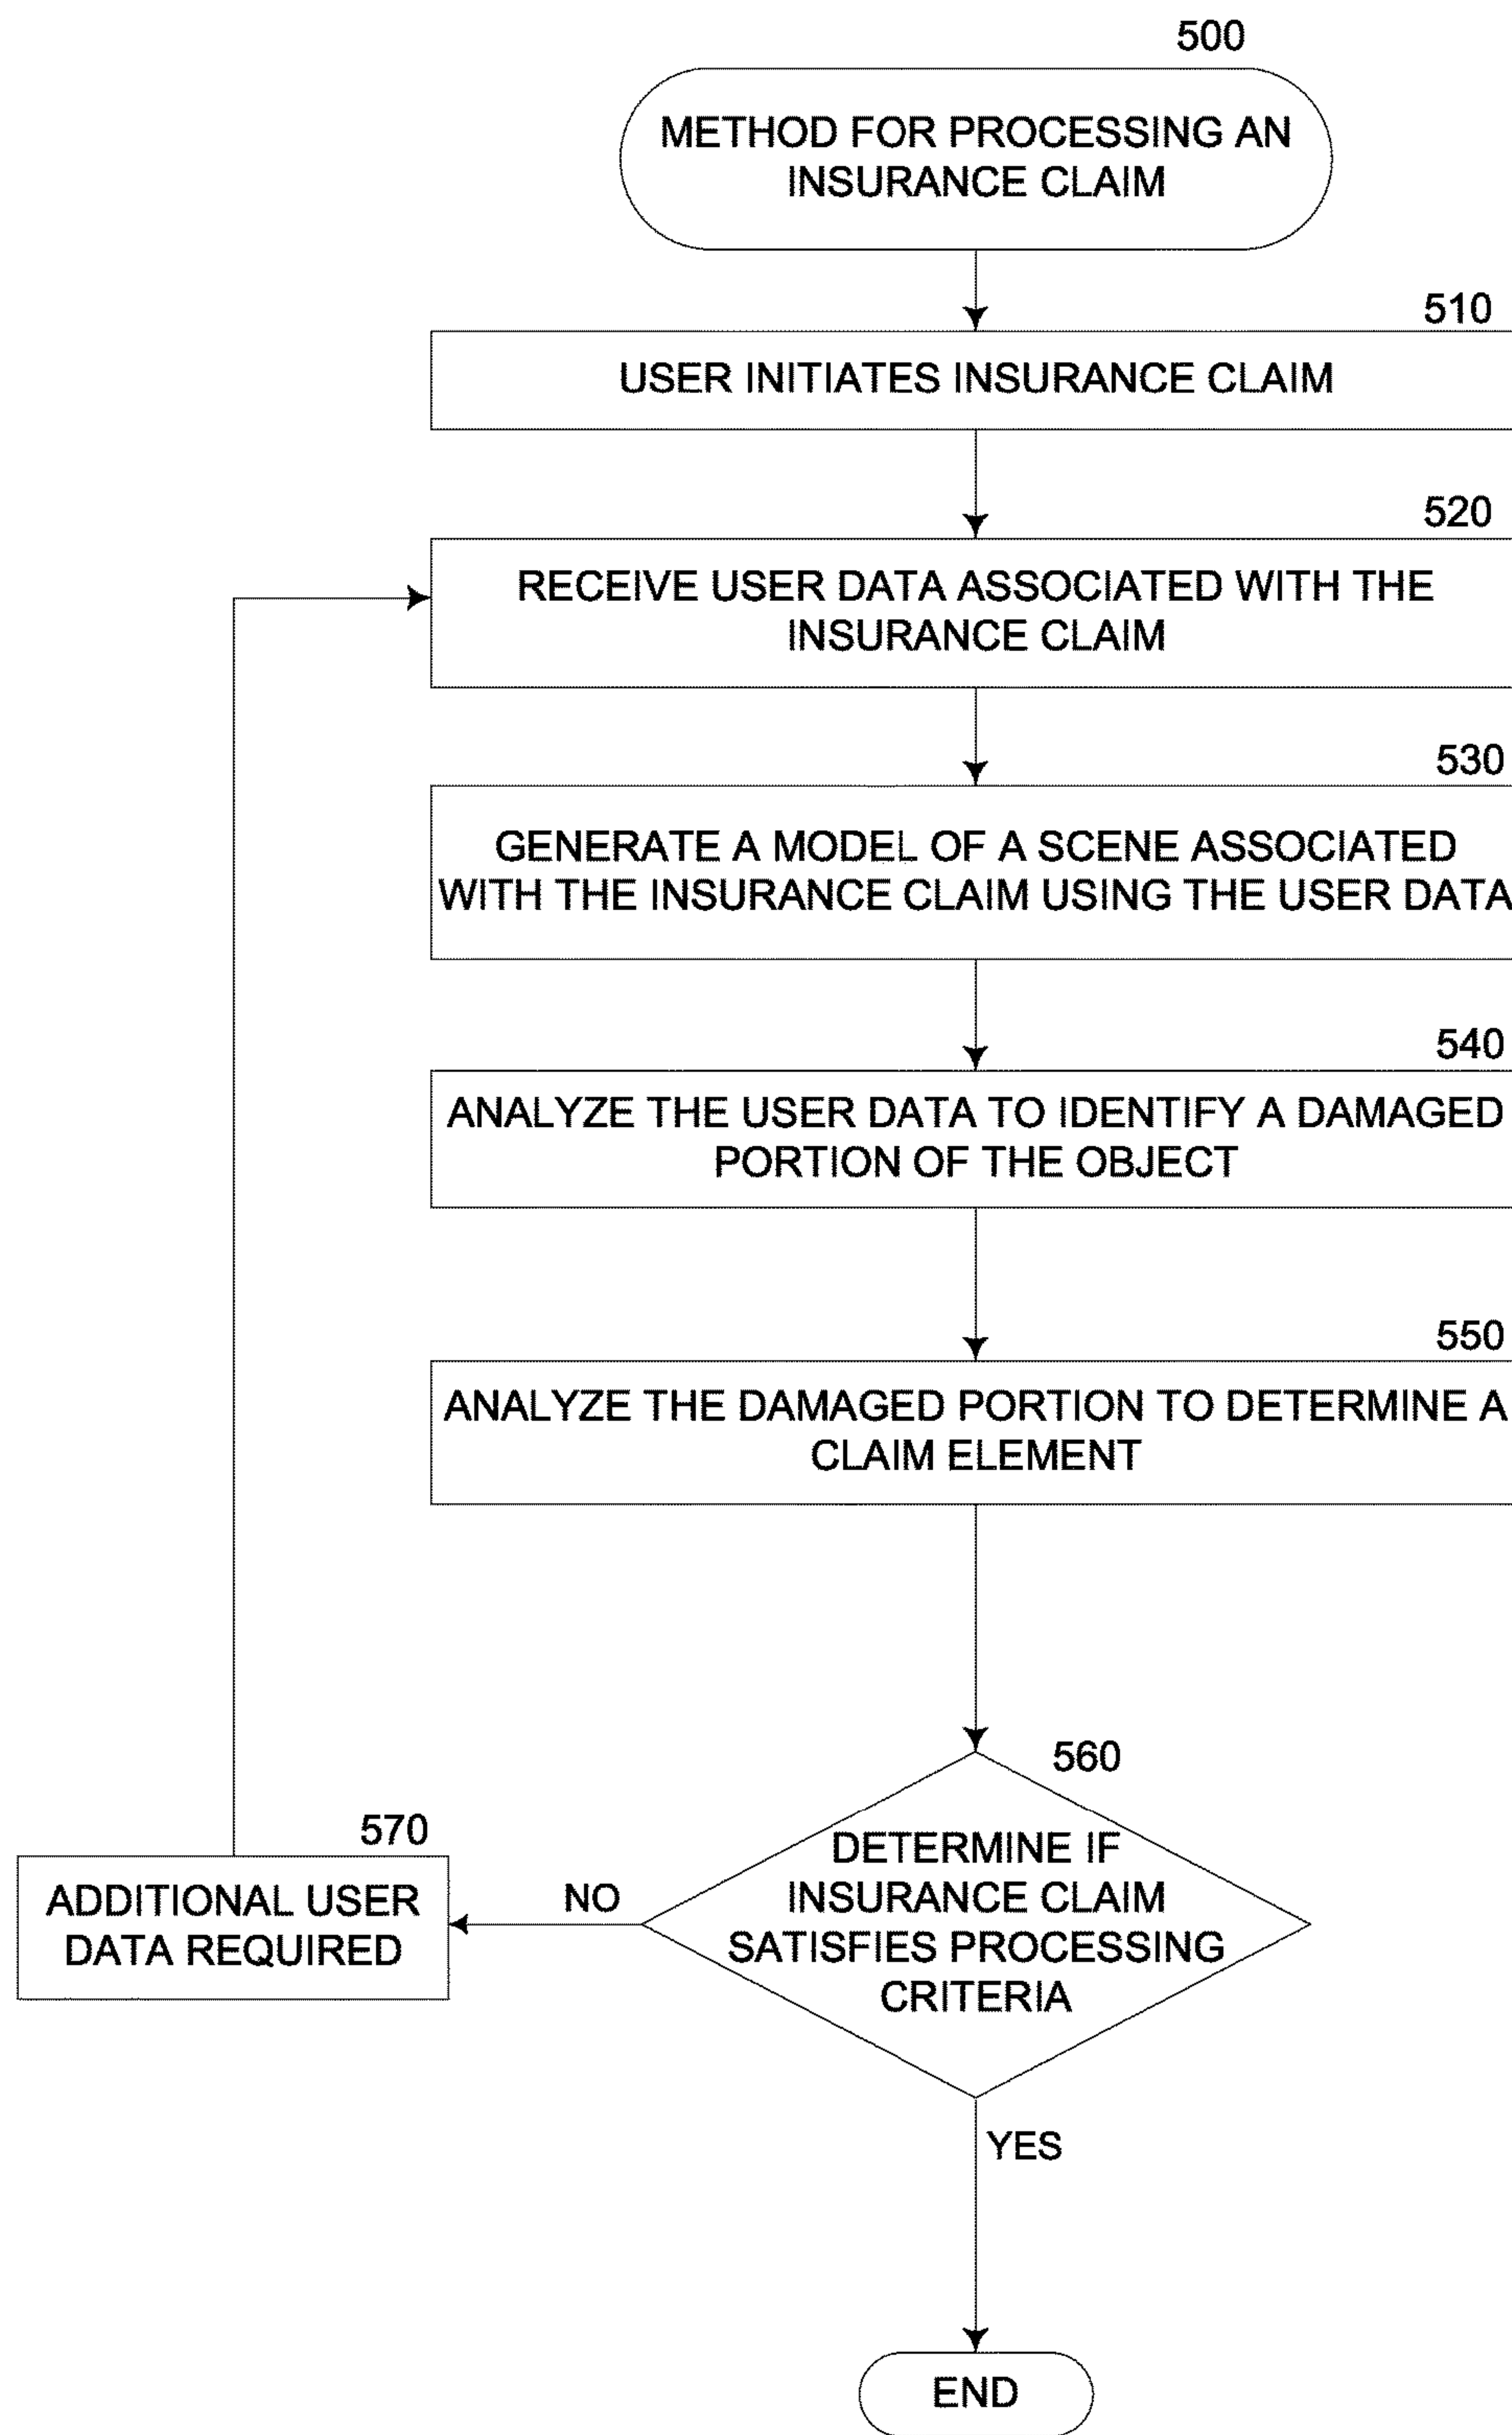 500
METHOD FOR PROCESSING AN
INSURANCE CLAIM
510
USER INITIATES INSURANCE CLAIM
520
RECEIVE USER DATA ASSOCIATED WITH THE
INSURANCE CLAIM
530
GENERATE A MODEL OF A SCENE ASSOCIATED
WITH THE INSURANCE CLAIM USING THE USER DATA
540
ANALYZE THE USER DATA TO IDENTIFY A DAMAGED
PORTION OF THE OBJECT
550
ANALYZE THE DAMAGED PORTION TO DETERMINE A
CLAIM ELEMENT
560
DETERMINE IF
INSURANCE CLAIM
SATISFIES PROCESSING
CRITERIA
NO
570
ADDITIONAL USER
DATA REQUIRED
YES
END